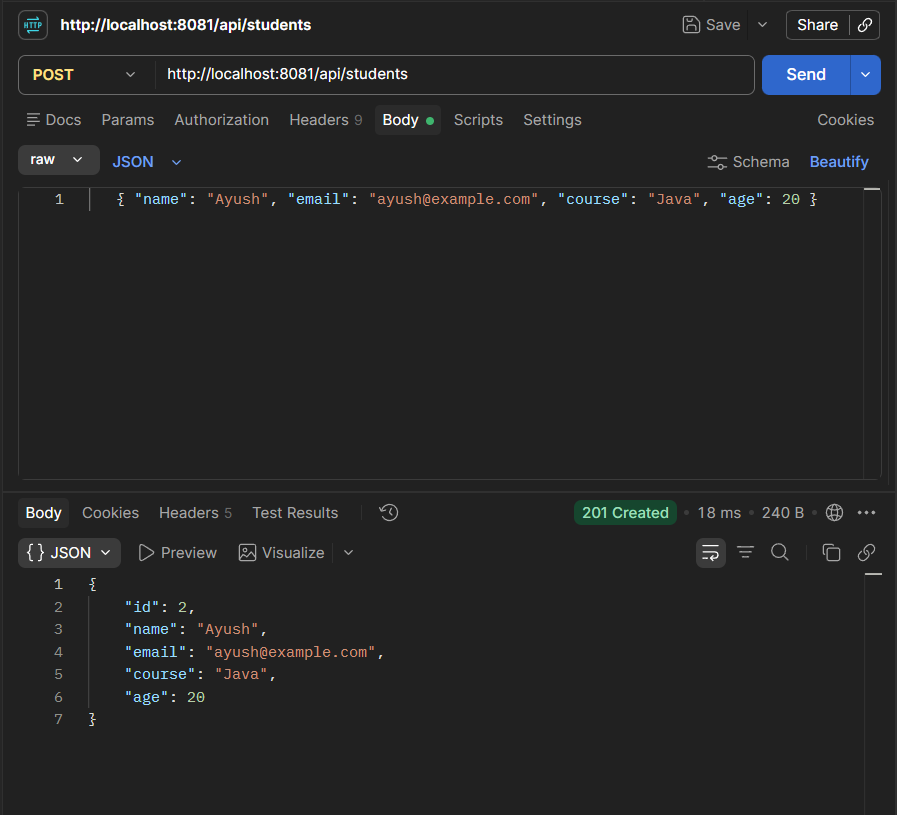 HTTP http://localhost:8081/api/students Save Share
POST http://localhost:8081/api/students Send
Docs Params Authorization Headers 9 Body Scripts Settings Cookies
raw JSON Schema Beautify
1 { "name": "Ayush", "email": "ayush@example.com", "course": "Java", "age": 20 }
Body Cookies Headers 5 Test Results 201 Created • 18 ms • 240 B •
{} JSON Preview Visualize
1 {
2 "id": 2,
3 "name": "Ayush",
4 "email": "ayush@example.com",
5 "course": "Java",
6 "age": 20
7 }